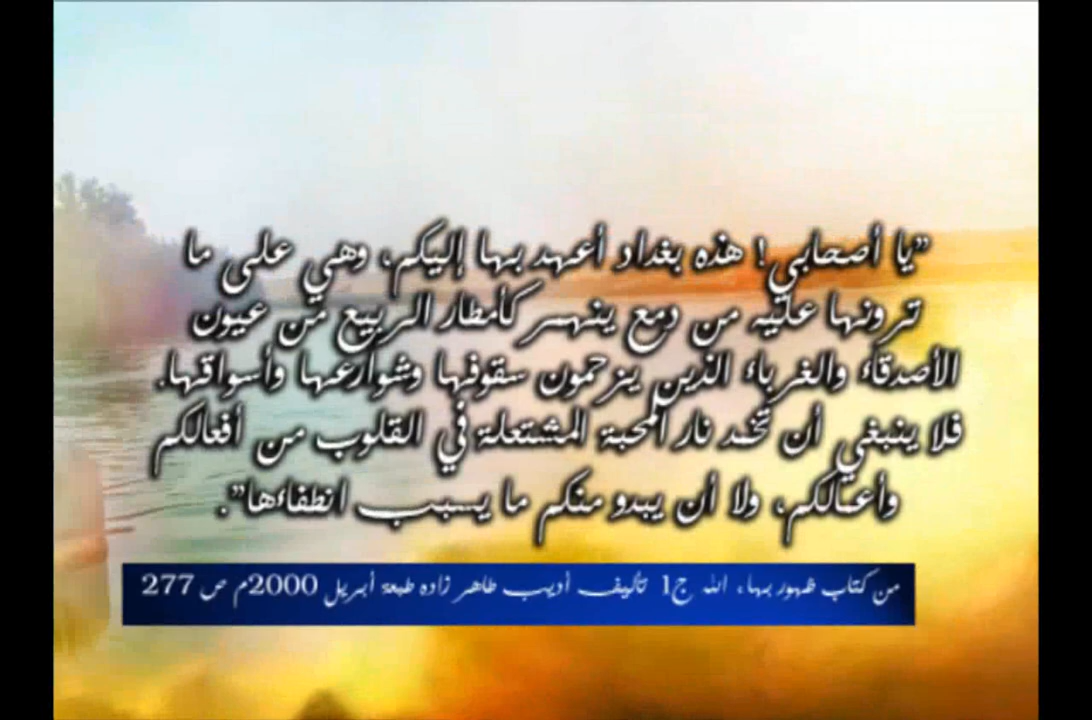 ”يا أصحابي! هذه بغداد أعهد بها إليكم، وهي على ما
ترونها عليه من دمع ينهمر كأمطار الربيع من عيون
الأصدقاء والغرباء الذين يزحمون سقوفها وشوارعها وأسواقها.
فلا ينبغي أن تخمد نار المحبة المشتعلة في القلوب من أفعالكم
وأعمالكم، ولا أن يبدو منكم ما يسبب انطفاءها”.
من كتاب ظهور بهاء الله ج1 تأليف أديب طاهر زاده طبعة أبريل 2000م ص 277